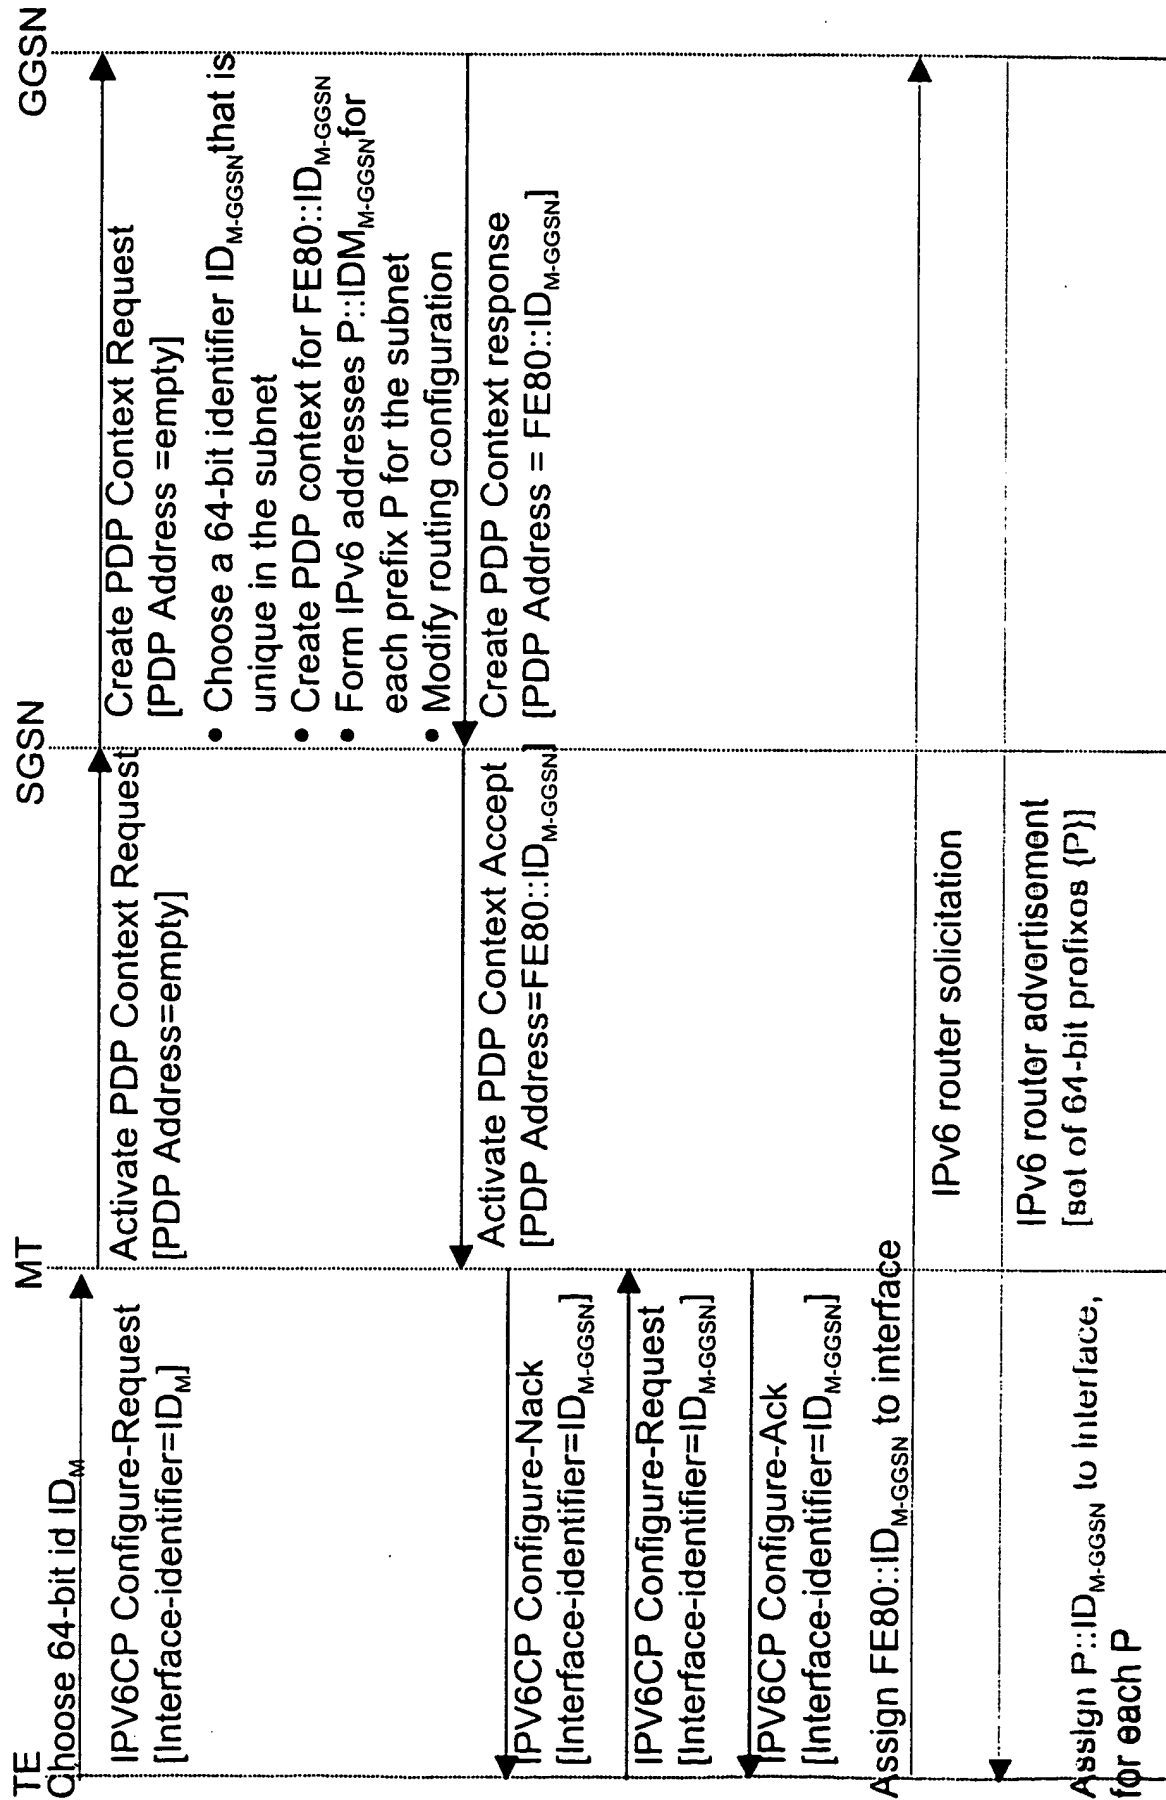 TE
MT
SGSN
GGSN
Choose 64-bit id ID_M
IPV6CP Configure-Request
[Interface-identifier=ID_M]
Activate PDP Context Request
[PDP Address=empty]
Create PDP Context Request
[PDP Address =empty]
• Choose a 64-bit identifier ID_M-GGSN that is
unique in the subnet
• Create PDP context for FE80::ID_M-GGSN
• Form IPv6 addresses P::IDM_M-GGSN for
each prefix P for the subnet
• Modify routing configuration
Create PDP Context response
[PDP Address = FE80::ID_M-GGSN]
Activate PDP Context Accept
[PDP Address=FE80::ID_M-GGSN]
IPV6CP Configure-Nack
[Interface-identifier=ID_M-GGSN]
IPV6CP Configure-Request
[Interface-identifier=ID_M-GGSN]
IPV6CP Configure-Ack
[Interface-identifier=ID_M-GGSN]
Assign FE80::ID_M-GGSN to interface
IPv6 router solicitation
IPv6 router advertisement
[set of 64-bit prefixes {P}]
Assign P::ID_M-GGSN to interface,
for each P